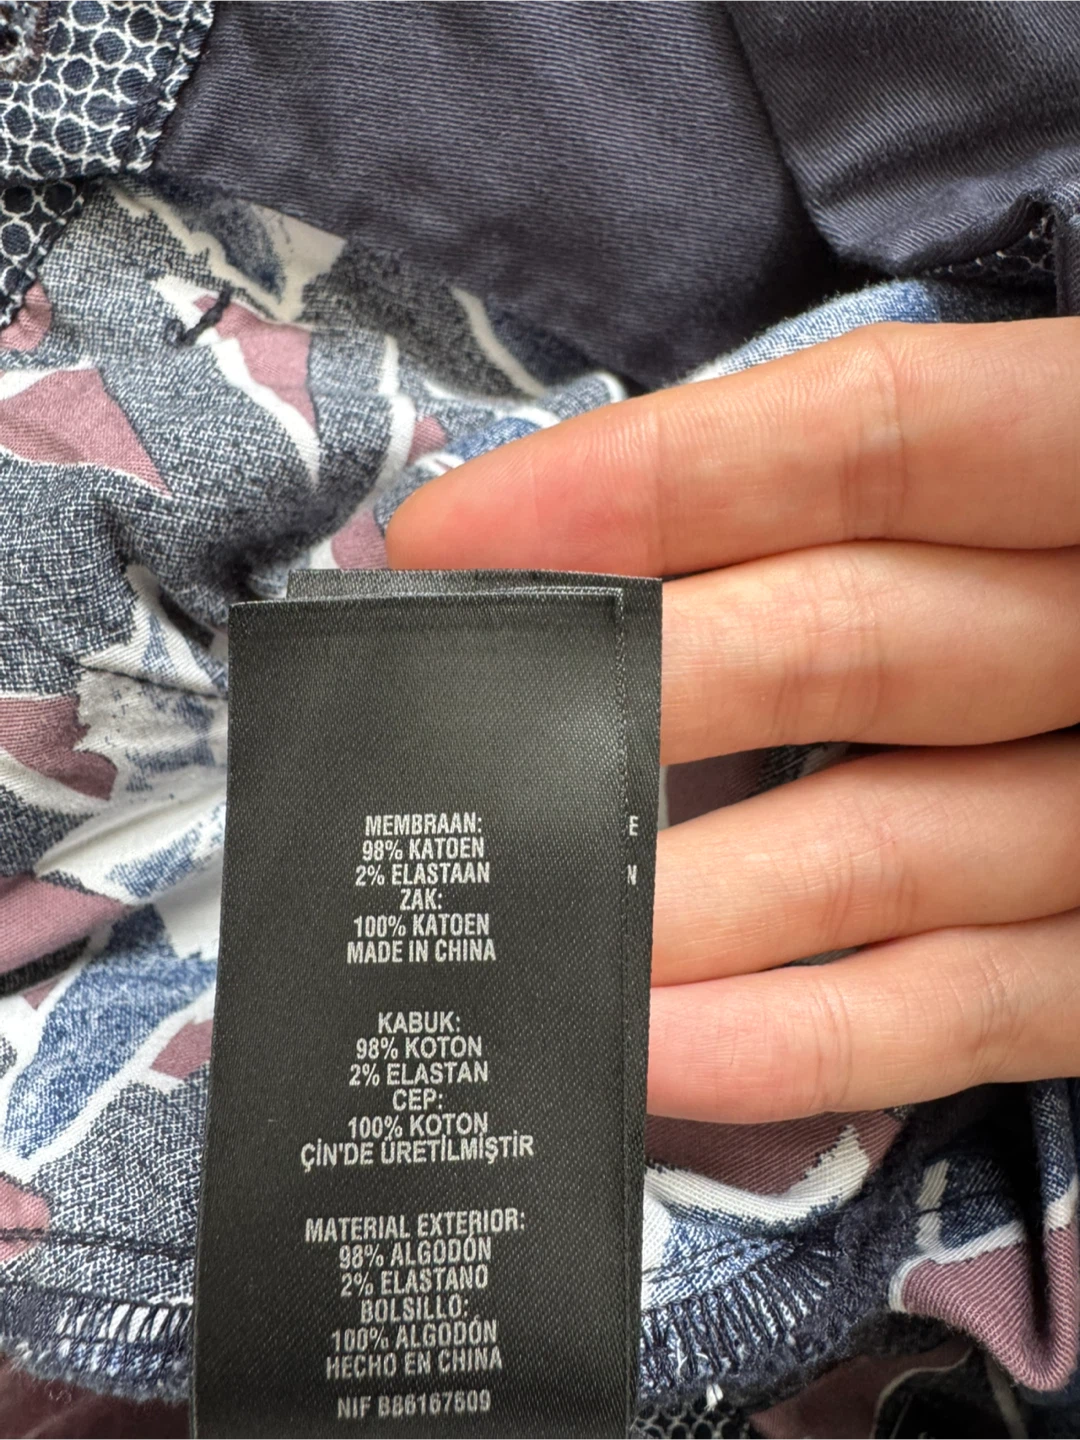 MEMBRAAN:
98% KATOEN
2% ELASTAAN
ZAK:
100% KATOEN
MADE IN CHINA
KABUK:
98% KOTON
2% ELASTAN
CEP:
100% KOTON
ÇİN'DE ÜRETİLMİŞTİR
MATERIAL EXTERIOR:
98% ALGODÓN
2% ELASTANO
BOLSILLO:
100% ALGODÓN
HECHO EN CHINA
NIF B86167609
E
N